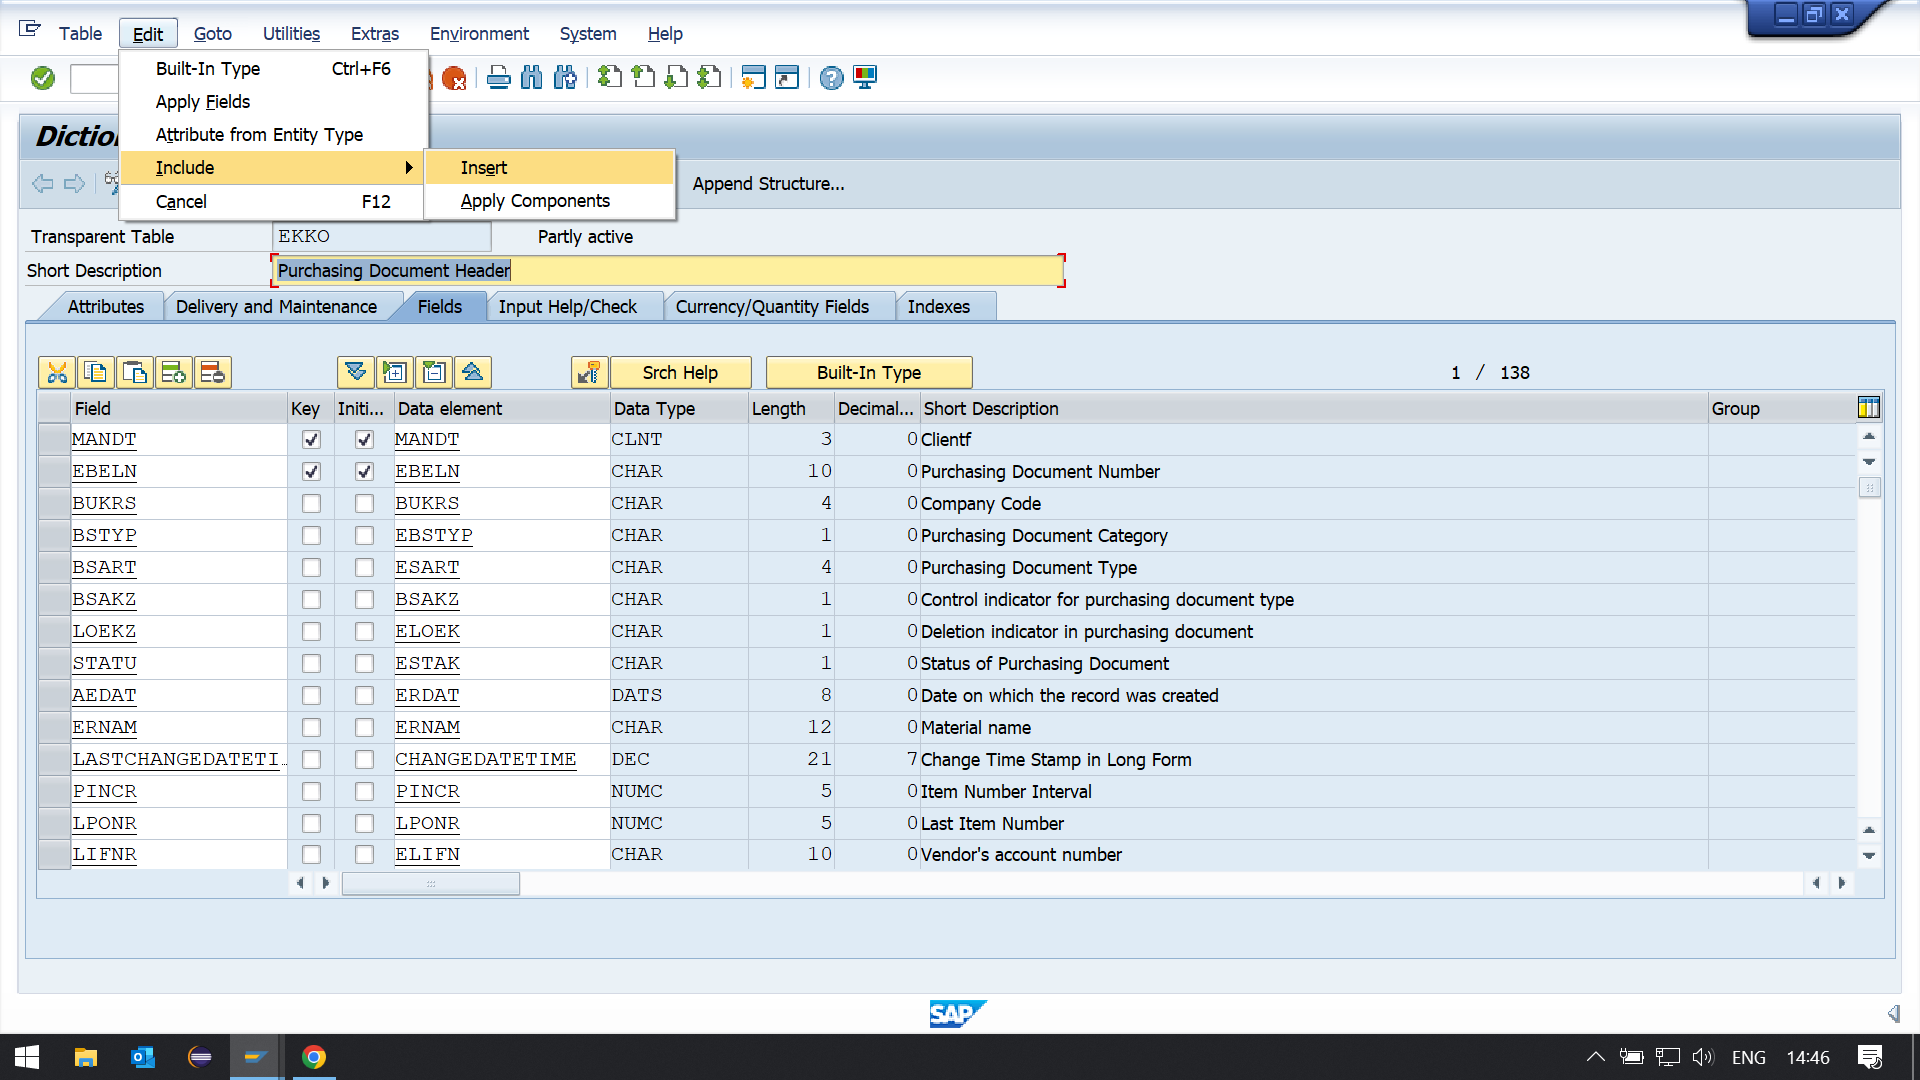 Table Edit Goto Utilities Extras Environment System Help
Built-In Type Ctrl+F6
Apply Fields
Attribute from Entity Type
Include
Cancel F12
Insert
Apply Components
Append Structure...
Transparent Table EKKO Partly active
Short Description Purchasing Document Header
Attributes Delivery and Maintenance Fields Input Help/Check Currency/Quantity Fields Indexes
Srch Help Built-In Type 1 / 138
Field Key Initi... Data element Data Type Length Decimal... Short Description Group
MANDT MANDT CLNT 3 0 Clientf
EBELN EBELN CHAR 10 0 Purchasing Document Number
BUKRS BUKRS CHAR 4 0 Company Code
BSTYP EBSTYP CHAR 1 0 Purchasing Document Category
BSART ESART CHAR 4 0 Purchasing Document Type
BSAKZ BSAKZ CHAR 1 0 Control indicator for purchasing document type
LOEKZ ELOEK CHAR 1 0 Deletion indicator in purchasing document
STATU ESTAK CHAR 1 0 Status of Purchasing Document
AEDAT ERDAT DATS 8 0 Date on which the record was created
ERNAM ERNAM CHAR 12 0 Material name
LASTCHANGEDATETI… CHANGEDATETIME DEC 21 7 Change Time Stamp in Long Form
PINCR PINCR NUMC 5 0 Item Number Interval
LPONR LPONR NUMC 5 0 Last Item Number
LIFNR ELIFN CHAR 10 0 Vendor's account number
SAP
ENG 14:46